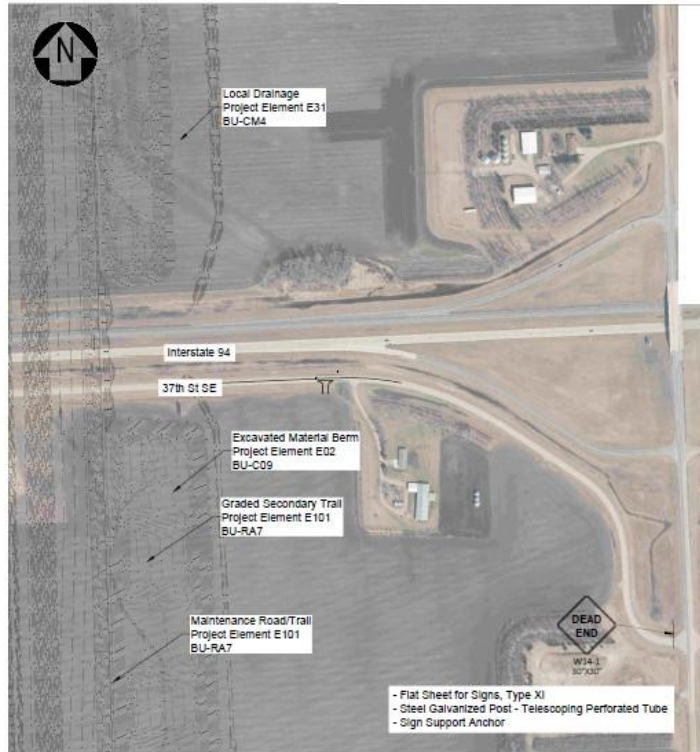 N
Local Drainage
Project Element E31
BU-CM4
Interstate 94
37th St SE
Excavated Material Berm
Project Element E02
BU-C09
Graded Secondary Trail
Project Element E101
BU-RA7
Maintenance Road/Trail
Project Element E101
BU-RA7
DEAD
END
W14-1
30"X30"
- Flat Sheet for Signs, Type XI
- Steel Galvanized Post - Telescoping Perforated Tube
- Sign Support Anchor